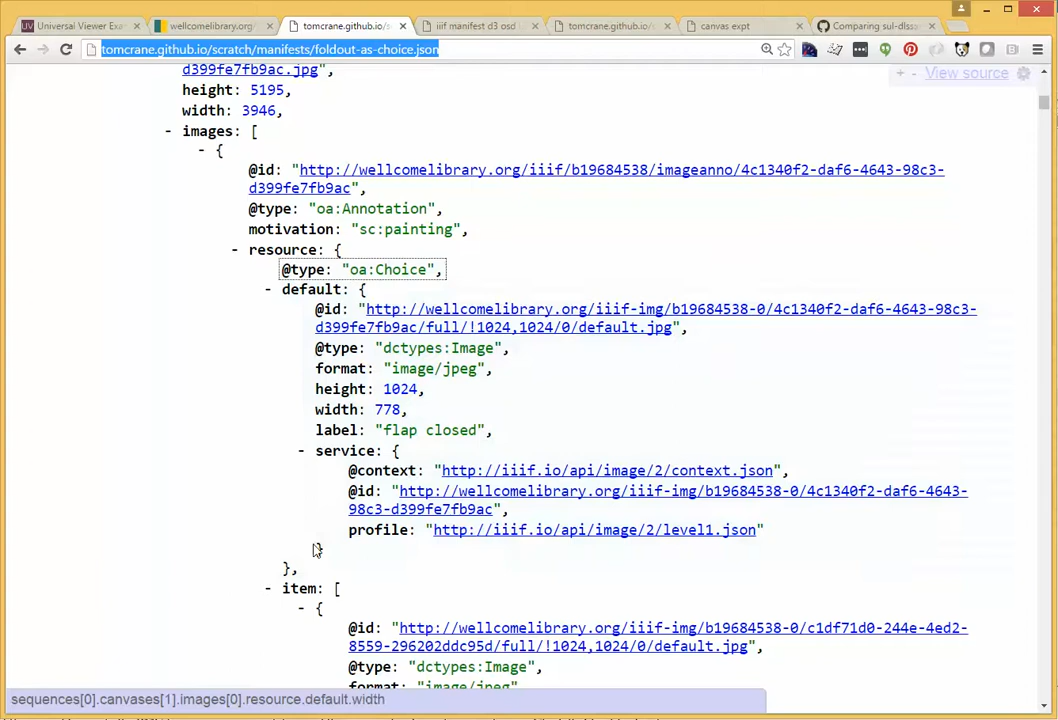 Universal Viewer Exa
wellcomelibrary.org/
tomcrane.github.io/s
iiif manifest d3 osd l
tomcrane.github.io/s
canvas expt
Comparing sul-dlss
tomcrane.github.io/scratch/manifests/foldout-as-choice.json
+ - View source
d399fe7fb9ac.jpg",
height: 5195,
width: 3946,
- images: [
- {
@id: "http://wellcomelibrary.org/iiif/b19684538/imageanno/4c1340f2-daf6-4643-98c3-
d399fe7fb9ac",
@type: "oa:Annotation",
motivation: "sc:painting",
- resource: {
@type: "oa:Choice",
- default: {
@id: "http://wellcomelibrary.org/iiif-img/b19684538-0/4c1340f2-daf6-4643-98c3-
d399fe7fb9ac/full/!1024,1024/0/default.jpg",
@type: "dctypes:Image",
format: "image/jpeg",
height: 1024,
width: 778,
label: "flap closed",
- service: {
@context: "http://iiif.io/api/image/2/context.json",
@id: "http://wellcomelibrary.org/iiif-img/b19684538-0/4c1340f2-daf6-4643-
98c3-d399fe7fb9ac",
profile: "http://iiif.io/api/image/2/level1.json"
}
},
- item: [
- {
@id: "http://wellcomelibrary.org/iiif-img/b19684538-0/c1df71d0-244e-4ed2-
8559-296202ddc95d/full/!1024,1024/0/default.jpg",
@type: "dctypes:Image",
format: "image/jpeg",
sequences[0].canvases[1].images[0].resource.default.width